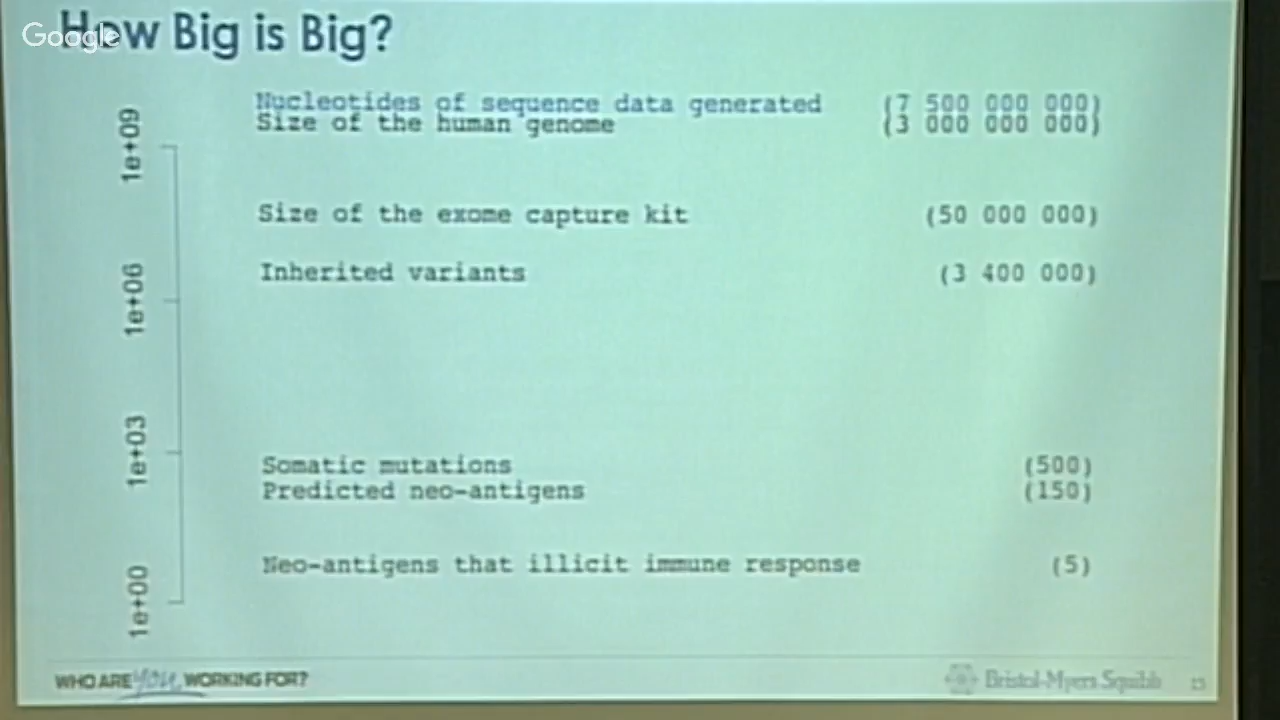 Google
How Big is Big?
Nucleotides of sequence data generated (7 500 000 000)
Size of the human genome (3 000 000 000)
1e+09
Size of the exome capture kit (50 000 000)
Inherited variants (3 400 000)
1e+06
1e+03
Somatic mutations (500)
Predicted neo-antigens (150)
Neo-antigens that illicit immune response (5)
1e+00
WHO ARE you WORKING FOR?
Bristol-Myers Squibb